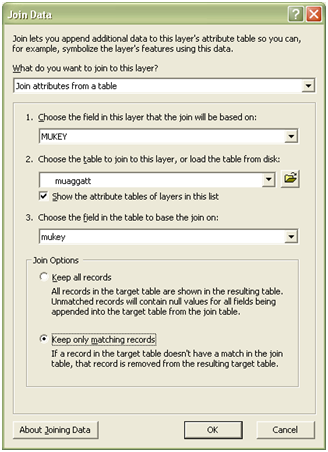 Join Data
Join lets you append additional data to this layer's attribute table so you can,
for example, symbolize the layer's features using this data.
What do you want to join to this layer?
Join attributes from a table
1. Choose the field in this layer that the join will be based on:
MUKEY
2. Choose the table to join to this layer, or load the table from disk:
muaggatt
Show the attribute tables of layers in this list
3. Choose the field in the table to base the join on:
mukey
Join Options
Keep all records
All records in the target table are shown in the resulting table.
Unmatched records will contain null values for all fields being
appended into the target table from the join table.
Keep only matching records
If a record in the target table doesn't have a match in the join
table, that record is removed from the resulting target table.
About Joining Data
OK
Cancel